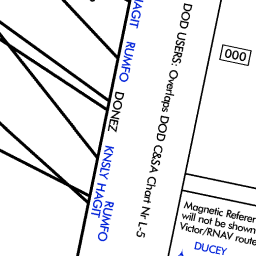 HAGIT
RUMFO
DONEZ
KNSLY HAGIT
RUMFO
DOD USERS: Overlaps DOD C&SA Chart Nr L-5
000
Magnetic Referen
will not be shown
Victor/RNAV route
DUCEY